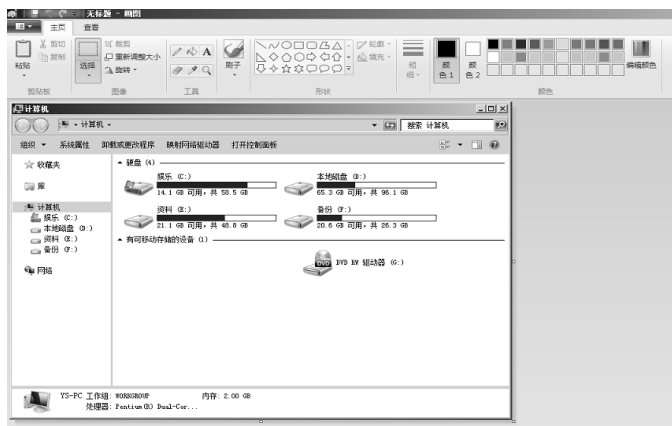 无标题 - 画图
主页 查看
剪切
复制
粘贴
剪贴板
裁剪
重新调整大小
旋转
选择
图像
A
工具
刷子
轮廓
填充
形状
粗细
颜色 1
颜色 2
编辑颜色
颜色
计算机
计算机
搜索 计算机
组织 系统属性 卸载或更改程序 映射网络驱动器 打开控制面板
收藏夹
库
计算机
娱乐 (C:)
本地磁盘 (D:)
资料 (E:)
备份 (F:)
网络
硬盘 (4)
娱乐 (C:)
14.1 GB 可用，共 58.5 GB
本地磁盘 (D:)
65.3 GB 可用，共 96.1 GB
资料 (E:)
21.1 GB 可用，共 48.8 GB
备份 (F:)
20.6 GB 可用，共 26.3 GB
有可移动存储的设备 (1)
DVD
DVD RW 驱动器 (G:)
YS-PC 工作组: WORKGROUP 内存: 2.00 GB
处理器: Pentium(R) Dual-Cor...